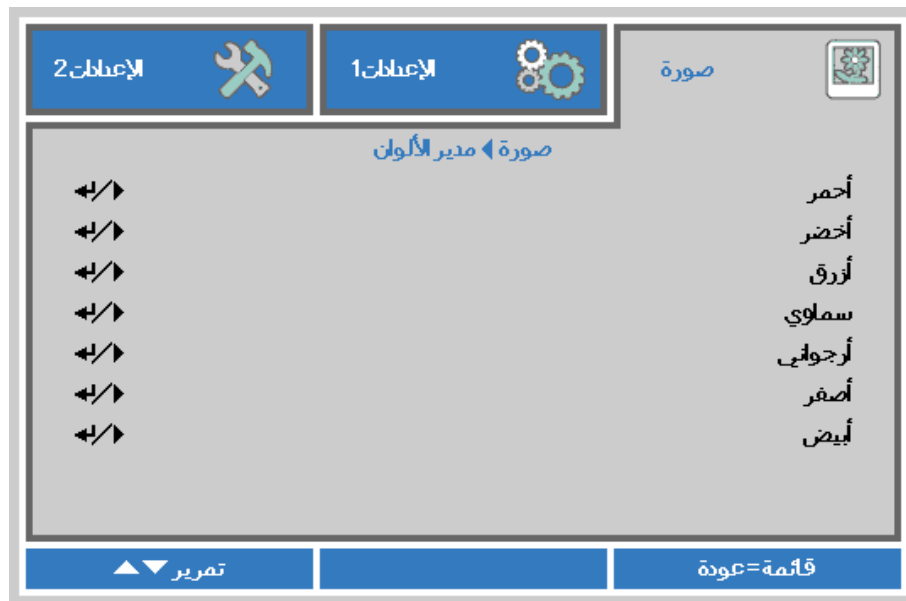 صورة
الإعدادات1
الإعدادات2
صورة ⏵ مدير الألوان
أحمر ↵/⏵
أخضر ↵/⏵
أزرق ↵/⏵
سماوي ↵/⏵
أرجواني ↵/⏵
أصفر ↵/⏵
أبيض ↵/⏵
قائمة=عودة
تمرير ▼▲